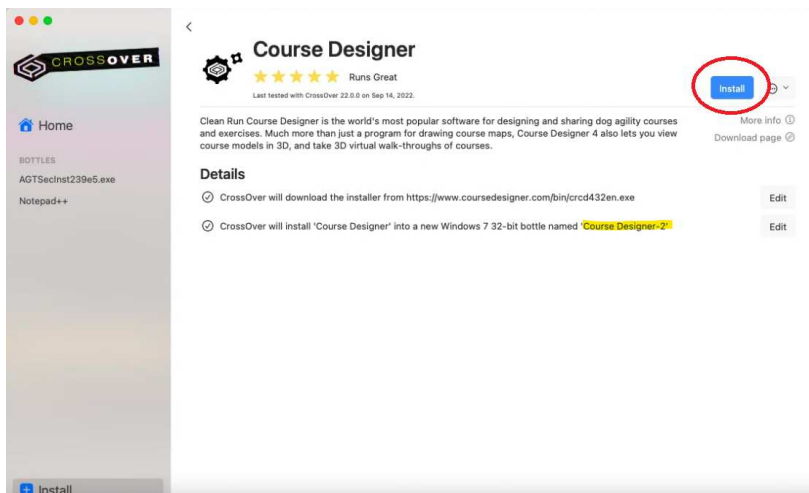 CROSSOVER
Home
BOTTLES
AGTSecInst239e5.exe
Notepad++
Install
Course Designer
Runs Great
Last tested with CrossOver 22.0.0 on Sep 14, 2022.
Install
Clean Run Course Designer is the world's most popular software for designing and sharing dog agility courses
and exercises. Much more than just a program for drawing course maps, Course Designer 4 also lets you view
course models in 3D, and take 3D virtual walk-throughs of courses.
More info
Download page
Details
CrossOver will download the installer from https://www.coursedesigner.com/bin/crcd432en.exe
Edit
CrossOver will install 'Course Designer' into a new Windows 7 32-bit bottle named 'Course Designer-2'
Edit